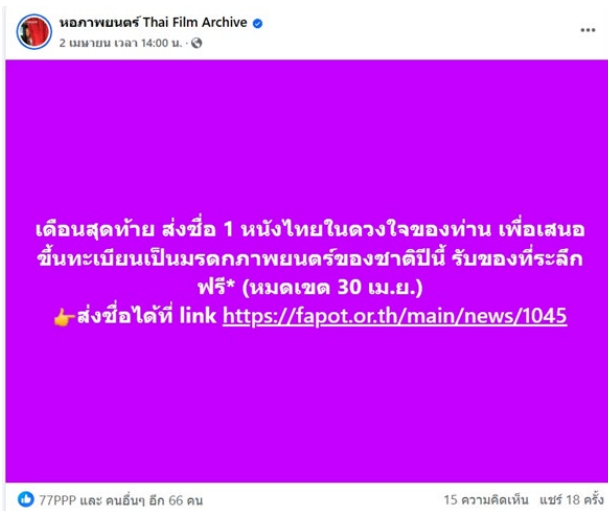 หอภาพยนตร์ Thai Film Archive
2 เมษายน เวลา 14:00 น. ·
เดือนสุดท้าย ส่งชื่อ 1 หนังไทยในดวงใจของท่าน เพื่อเสนอ
ขึ้นทะเบียนเป็นมรดกภาพยนตร์ของชาติปีนี้ รับของที่ระลึก
ฟรี* (หมดเขต 30 เม.ย.)
👉ส่งชื่อได้ที่ link https://fapot.or.th/main/news/1045
77PPP และ คนอื่นๆ อีก 66 คน
15 ความคิดเห็น แชร์ 18 ครั้ง